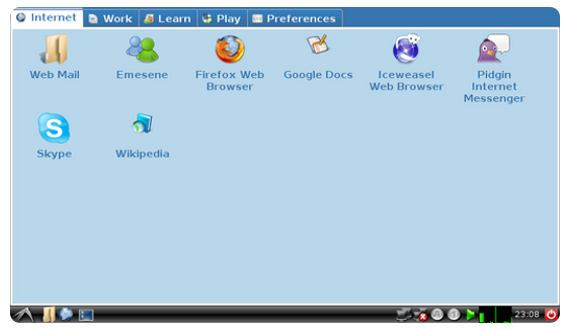 Internet Work Learn Play Preferences
Web Mail Emesene Firefox Web Browser Google Docs Iceweasel Web Browser Pidgin Internet Messenger
Skype Wikipedia
23:08